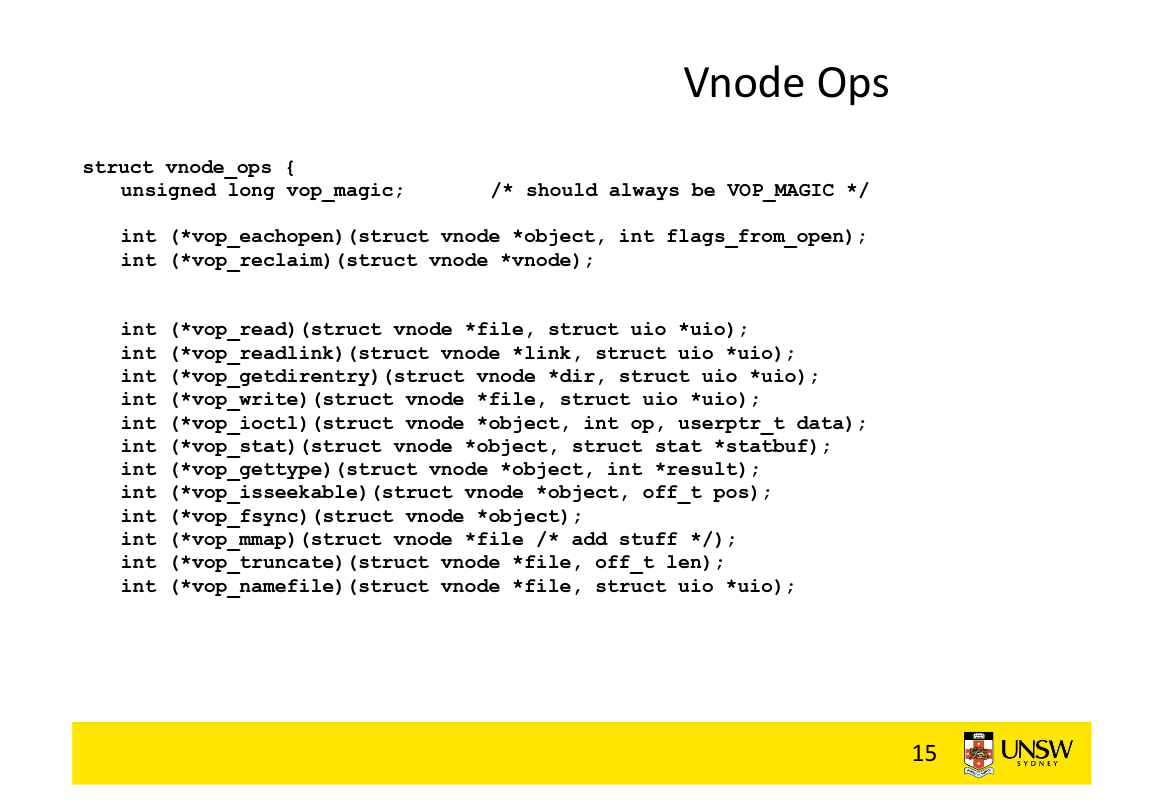 Vnode Ops
struct vnode_ops {
unsigned long vop_magic; /* should always be VOP_MAGIC */
int (*vop_eachopen)(struct vnode *object, int flags_from_open);
int (*vop_reclaim)(struct vnode *vnode);
int (*vop_read)(struct vnode *file, struct uio *uio);
int (*vop_readlink)(struct vnode *link, struct uio *uio);
int (*vop_getdirentry)(struct vnode *dir, struct uio *uio);
int (*vop_write)(struct vnode *file, struct uio *uio);
int (*vop_ioctl)(struct vnode *object, int op, userptr_t data);
int (*vop_stat)(struct vnode *object, struct stat *statbuf);
int (*vop_gettype)(struct vnode *object, int *result);
int (*vop_isseekable)(struct vnode *object, off_t pos);
int (*vop_fsync)(struct vnode *object);
int (*vop_mmap)(struct vnode *file /* add stuff */);
int (*vop_truncate)(struct vnode *file, off_t len);
int (*vop_namefile)(struct vnode *file, struct uio *uio);
15
UNSW
SYDNEY